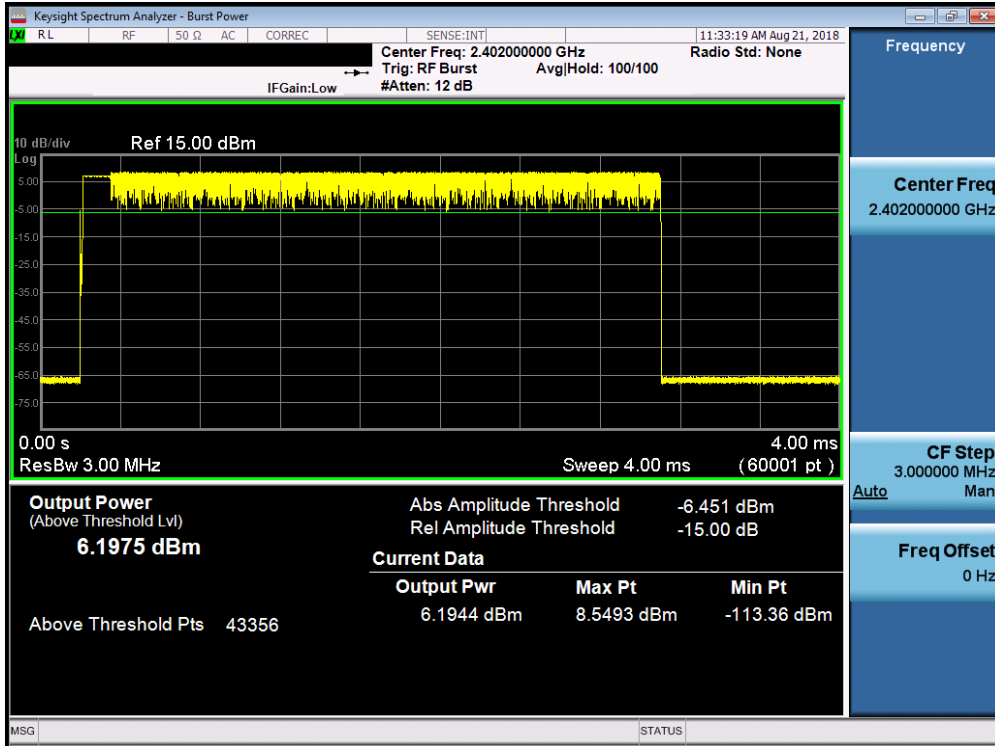 Keysight Spectrum Analyzer - Burst Power
LXI RL RF 50 Ω AC CORREC SENSE:INT 11:33:19 AM Aug 21, 2018
Center Freq: 2.402000000 GHz Radio Std: None
Trig: RF Burst Avg|Hold: 100/100
IFGain:Low #Atten: 12 dB
10 dB/div Ref 15.00 dBm
Log
5.00
-5.00
-15.0
-25.0
-35.0
-45.0
-55.0
-65.0
-75.0
0.00 s 4.00 ms
ResBw 3.00 MHz Sweep 4.00 ms (60001 pt)
Output Power
(Above Threshold Lvl)
6.1975 dBm
Above Threshold Pts 43356
Abs Amplitude Threshold -6.451 dBm
Rel Amplitude Threshold -15.00 dB
Current Data
Output Pwr Max Pt Min Pt
6.1944 dBm 8.5493 dBm -113.36 dBm
Frequency
Center Freq
2.402000000 GHz
CF Step
3.000000 MHz
Auto Man
Freq Offset
0 Hz
MSG STATUS